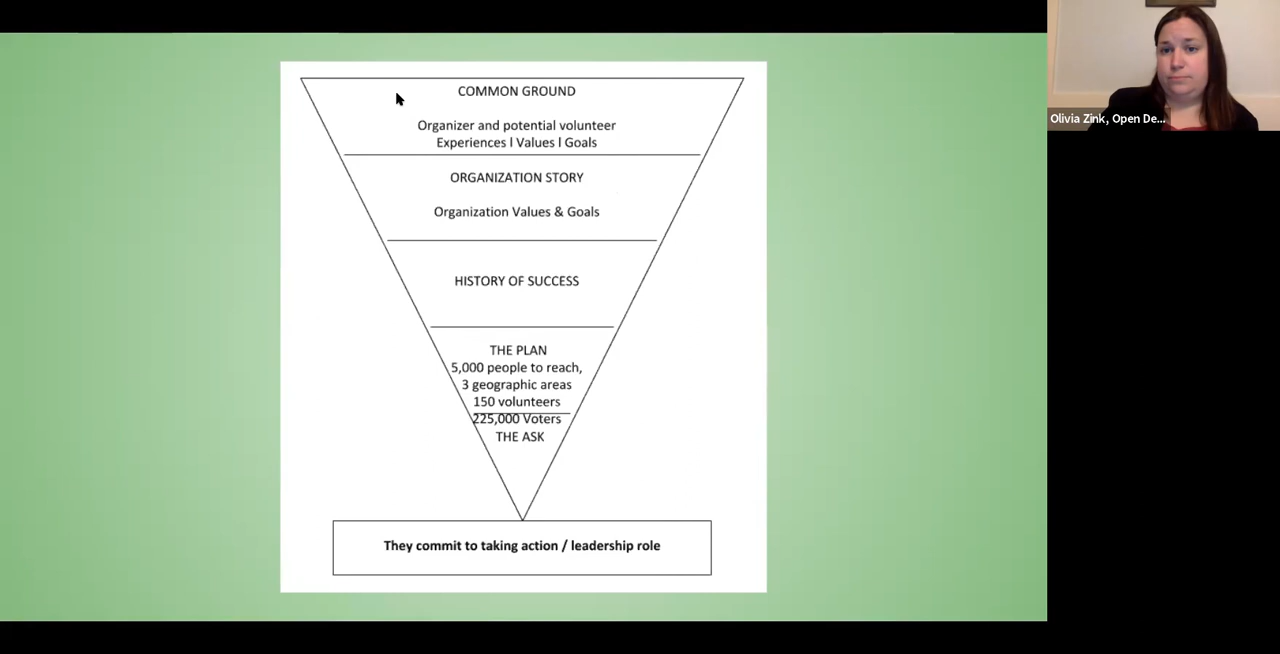 COMMON GROUND
Organizer and potential volunteer
Experiences l Values l Goals
ORGANIZATION STORY
Organization Values & Goals
HISTORY OF SUCCESS
THE PLAN
5,000 people to reach,
3 geographic areas
150 volunteers
225,000 Voters
THE ASK
They commit to taking action / leadership role
Olivia Zink, Open De...